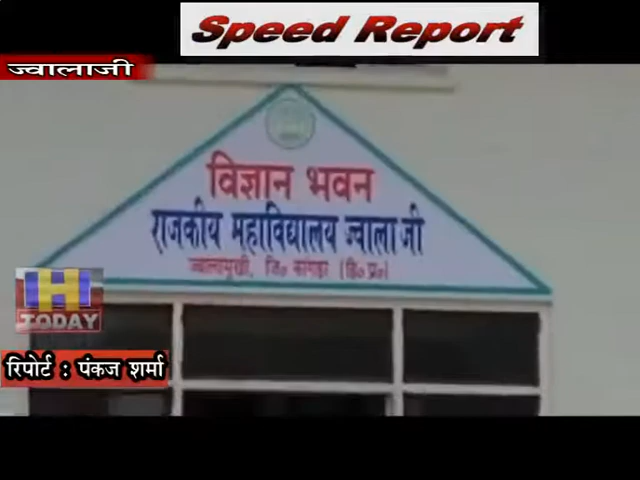 Speed Report
ज्वालाजी
विज्ञान भवन
राजकीय महाविद्यालय ज्वाला जी
ज्वालामुखी, जि० कांगड़ा (हि०प्र०)
H
TODAY
रिपोर्ट : पंकज शर्मा